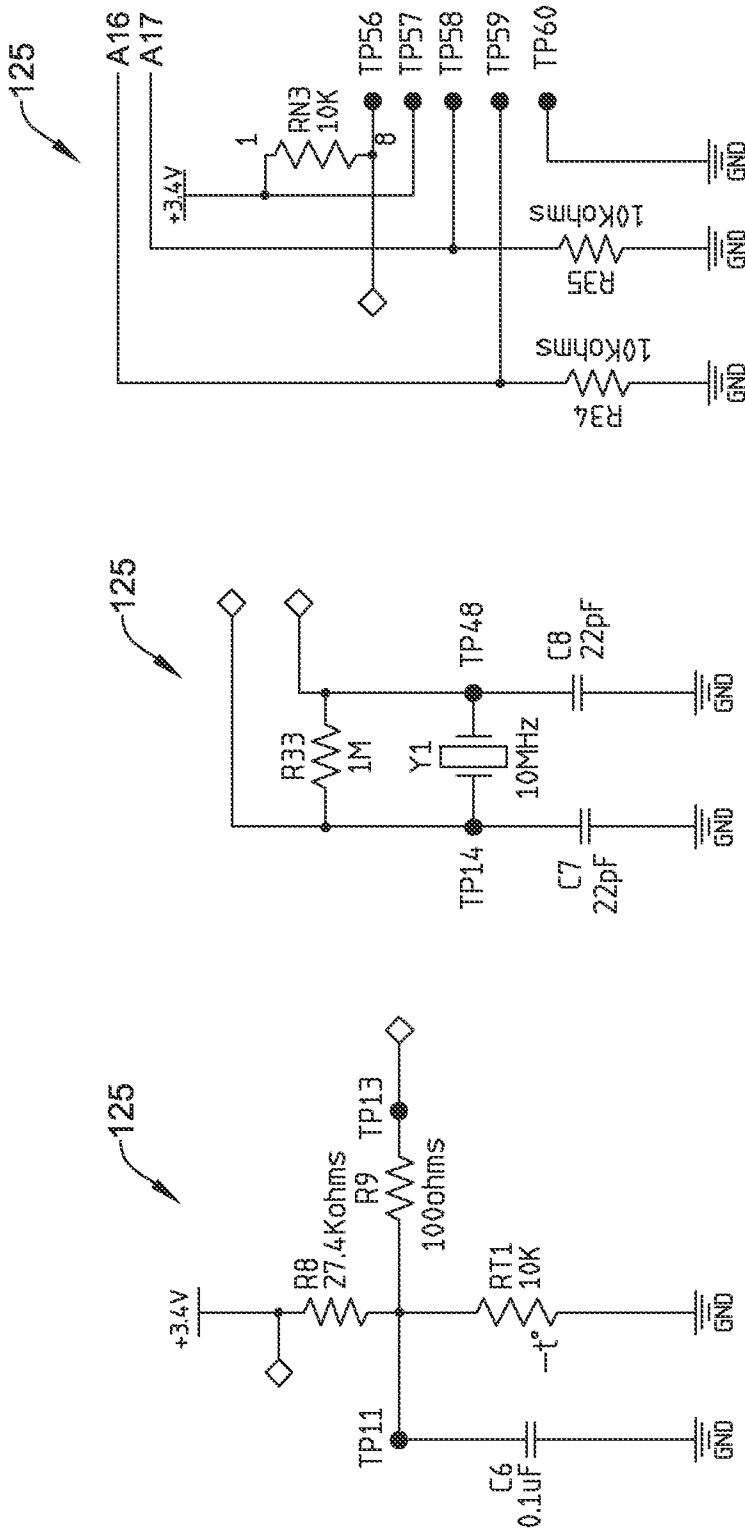 125
+3.4V
R8
27.4Kohms
TP11
TP13
R9
100ohms
C6
0.1uF
RT1
10K
-t°
GND
GND
125
R33
1M
TP14
TP48
Y1
10MHz
C7
22pF
C8
22pF
GND
GND
125
A16
A17
+3.4V
1
RN3
10K
8
TP56
TP57
TP58
TP59
TP60
R34
10Kohms
R35
10Kohms
GND
GND
GND